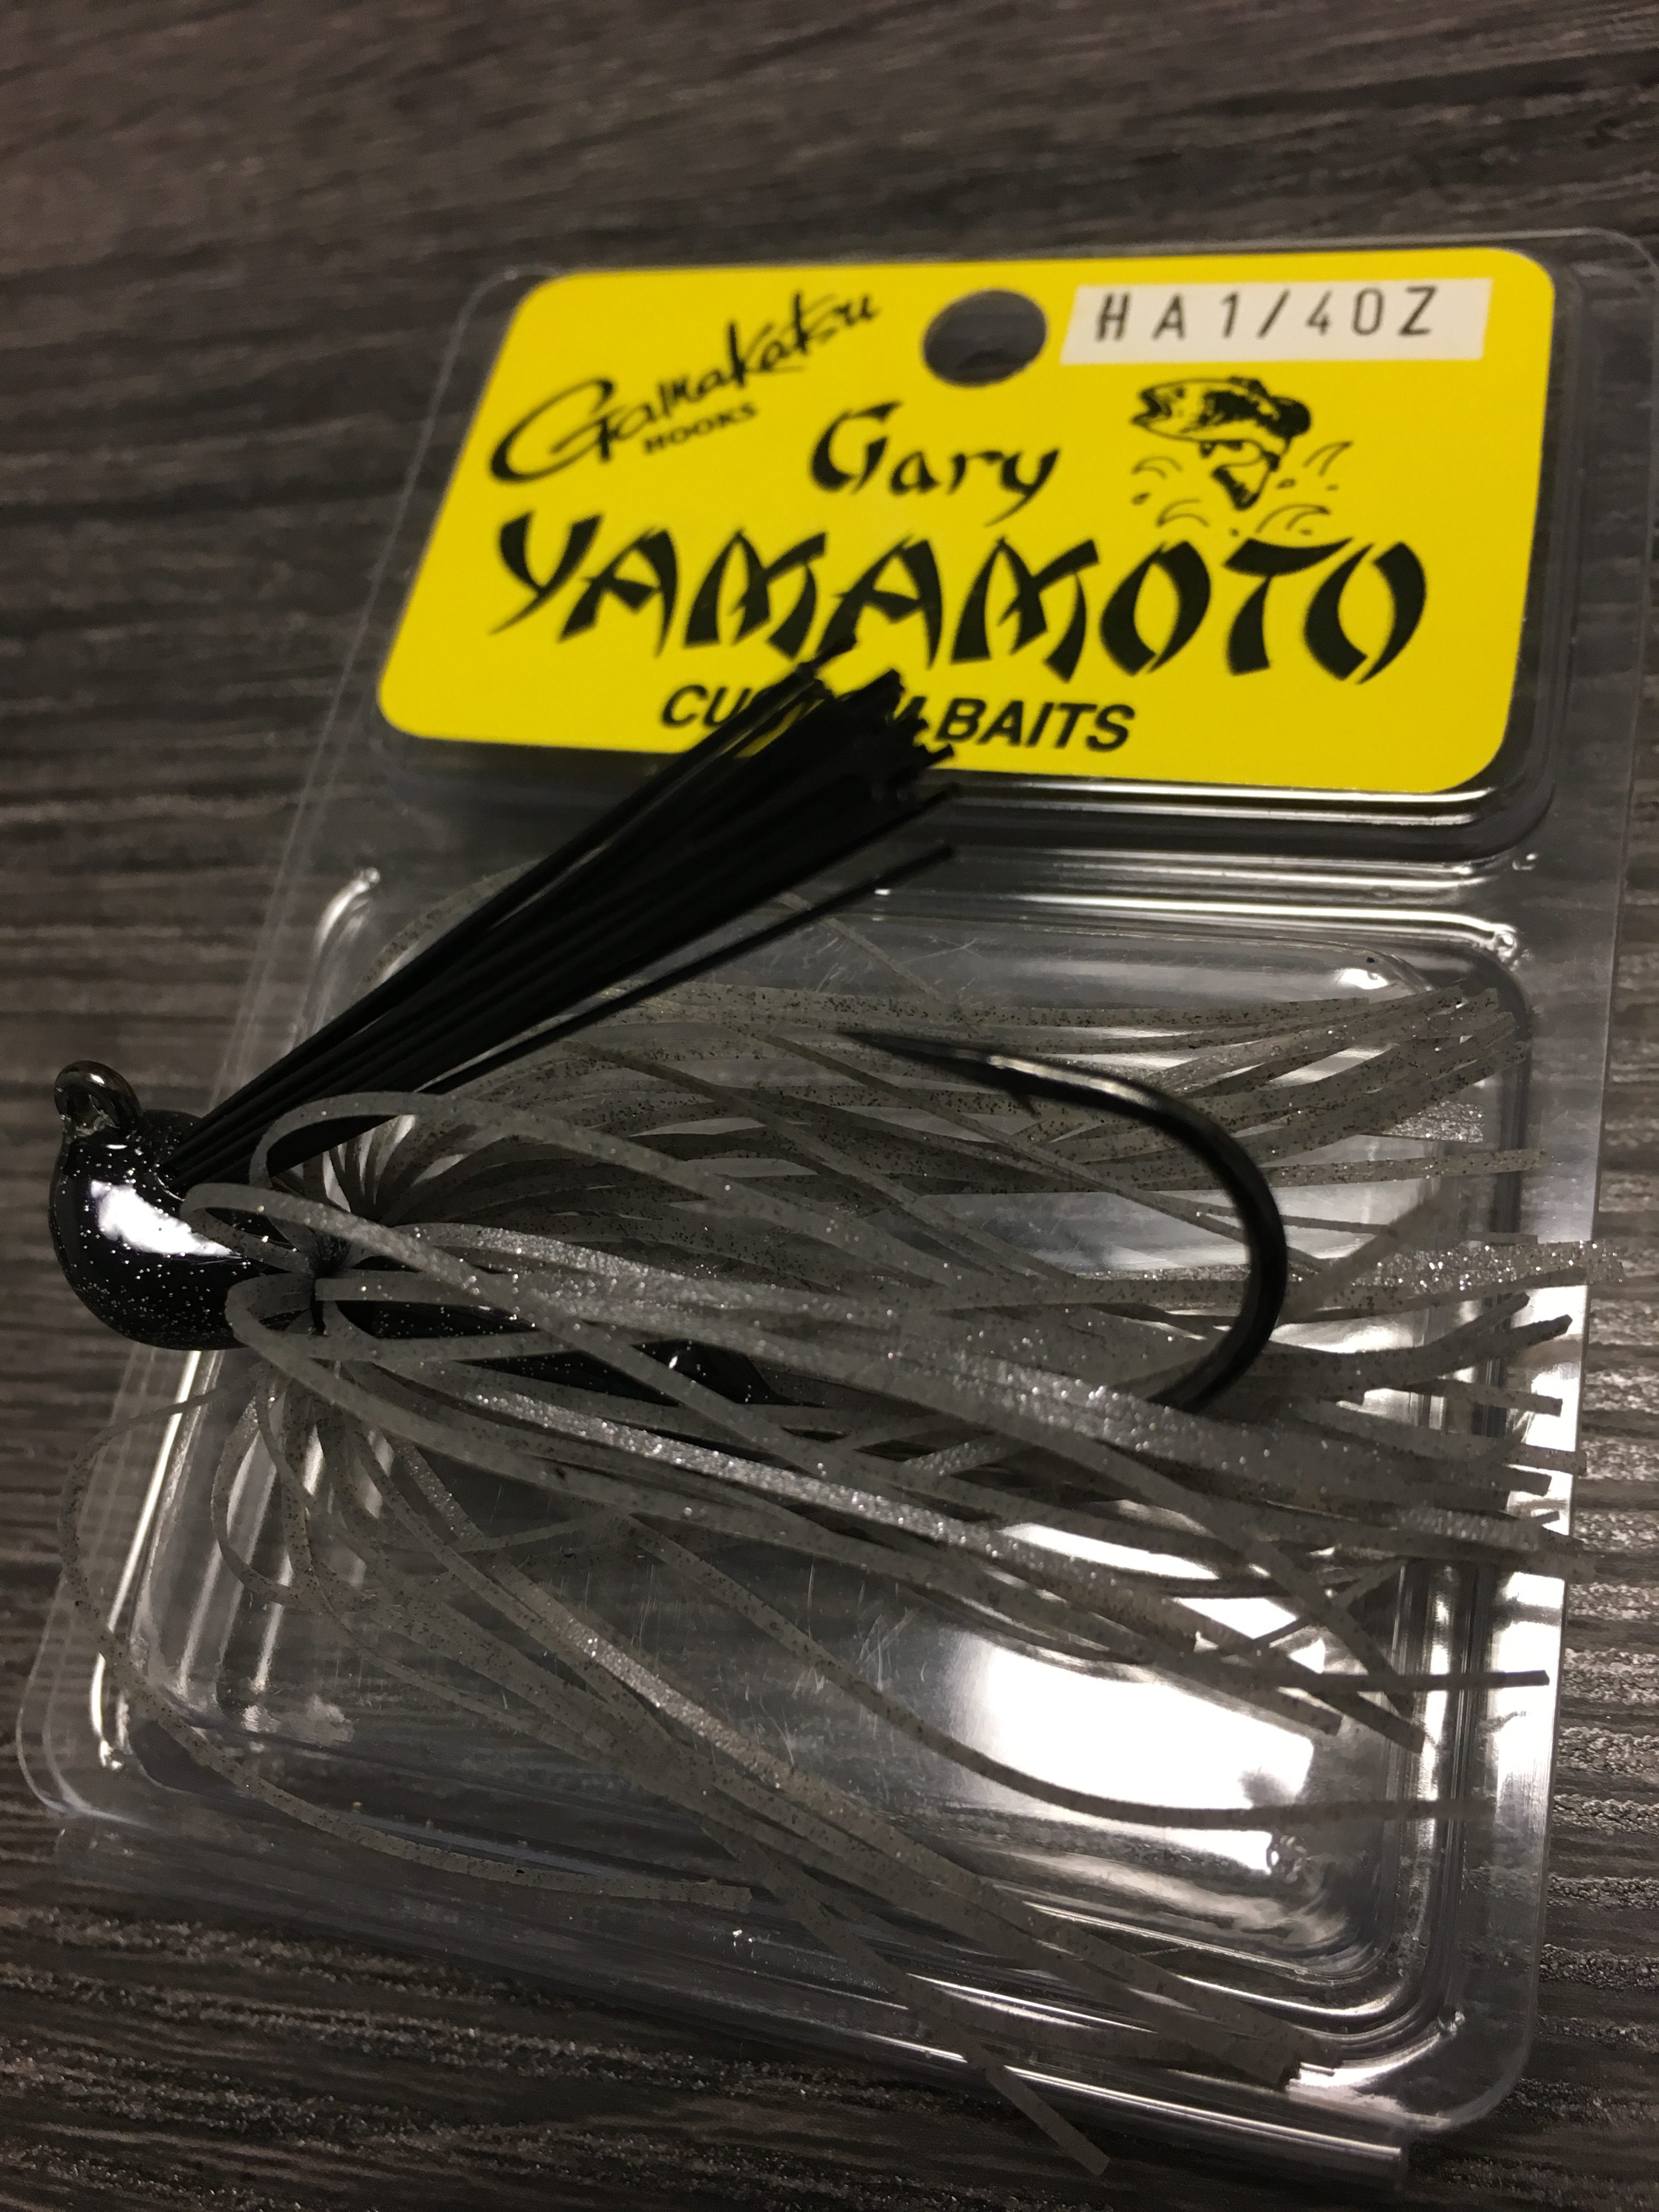 Gamakatsu
HOOKS
HA1/4OZ
Gary
YAMAMOTO
BAITS